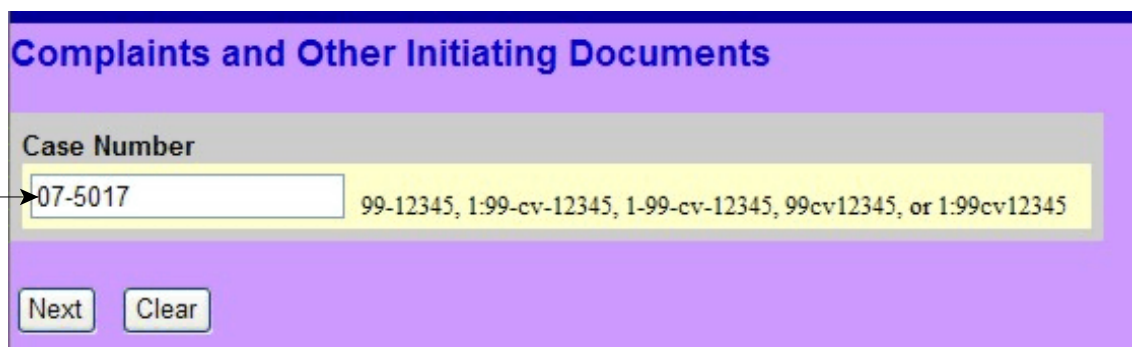 Complaints and Other Initiating Documents
Case Number
07-5017 99-12345, 1:99-cv-12345, 1-99-cv-12345, 99cv12345, or 1:99cv12345
Next Clear